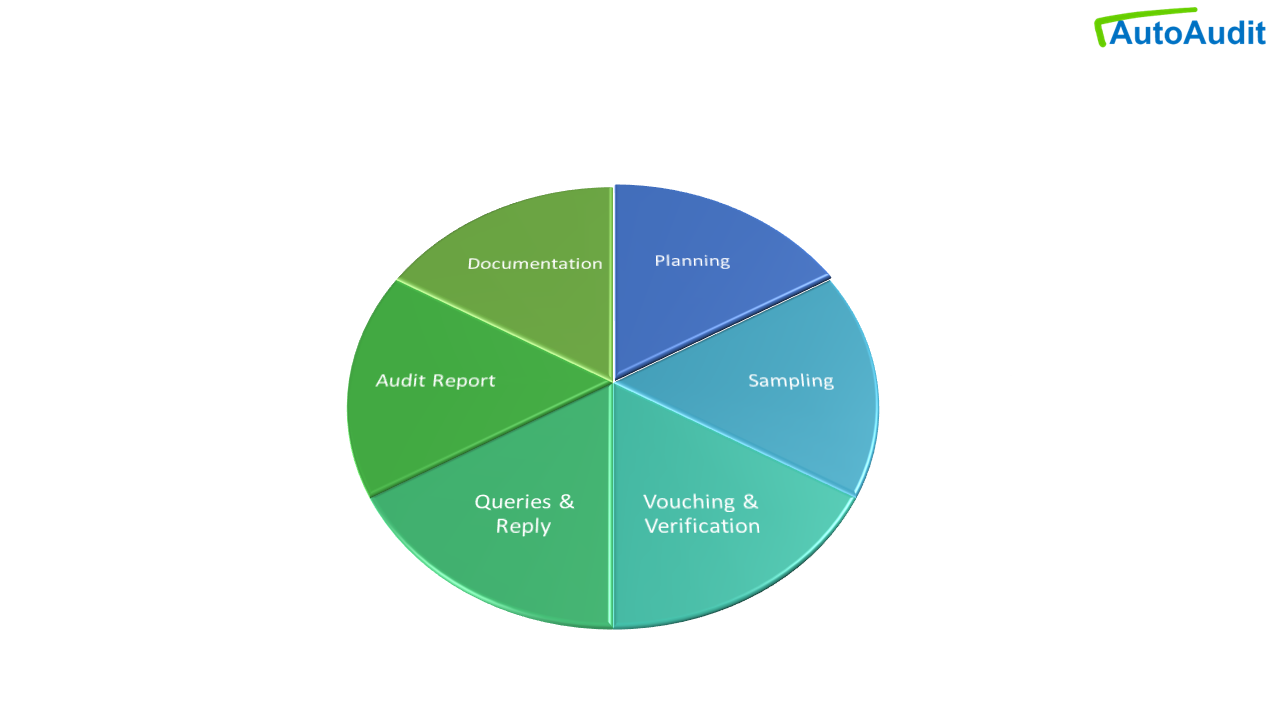 AutoAudit
Documentation
Planning
Audit Report
Sampling
Queries &
Reply
Vouching &
Verification